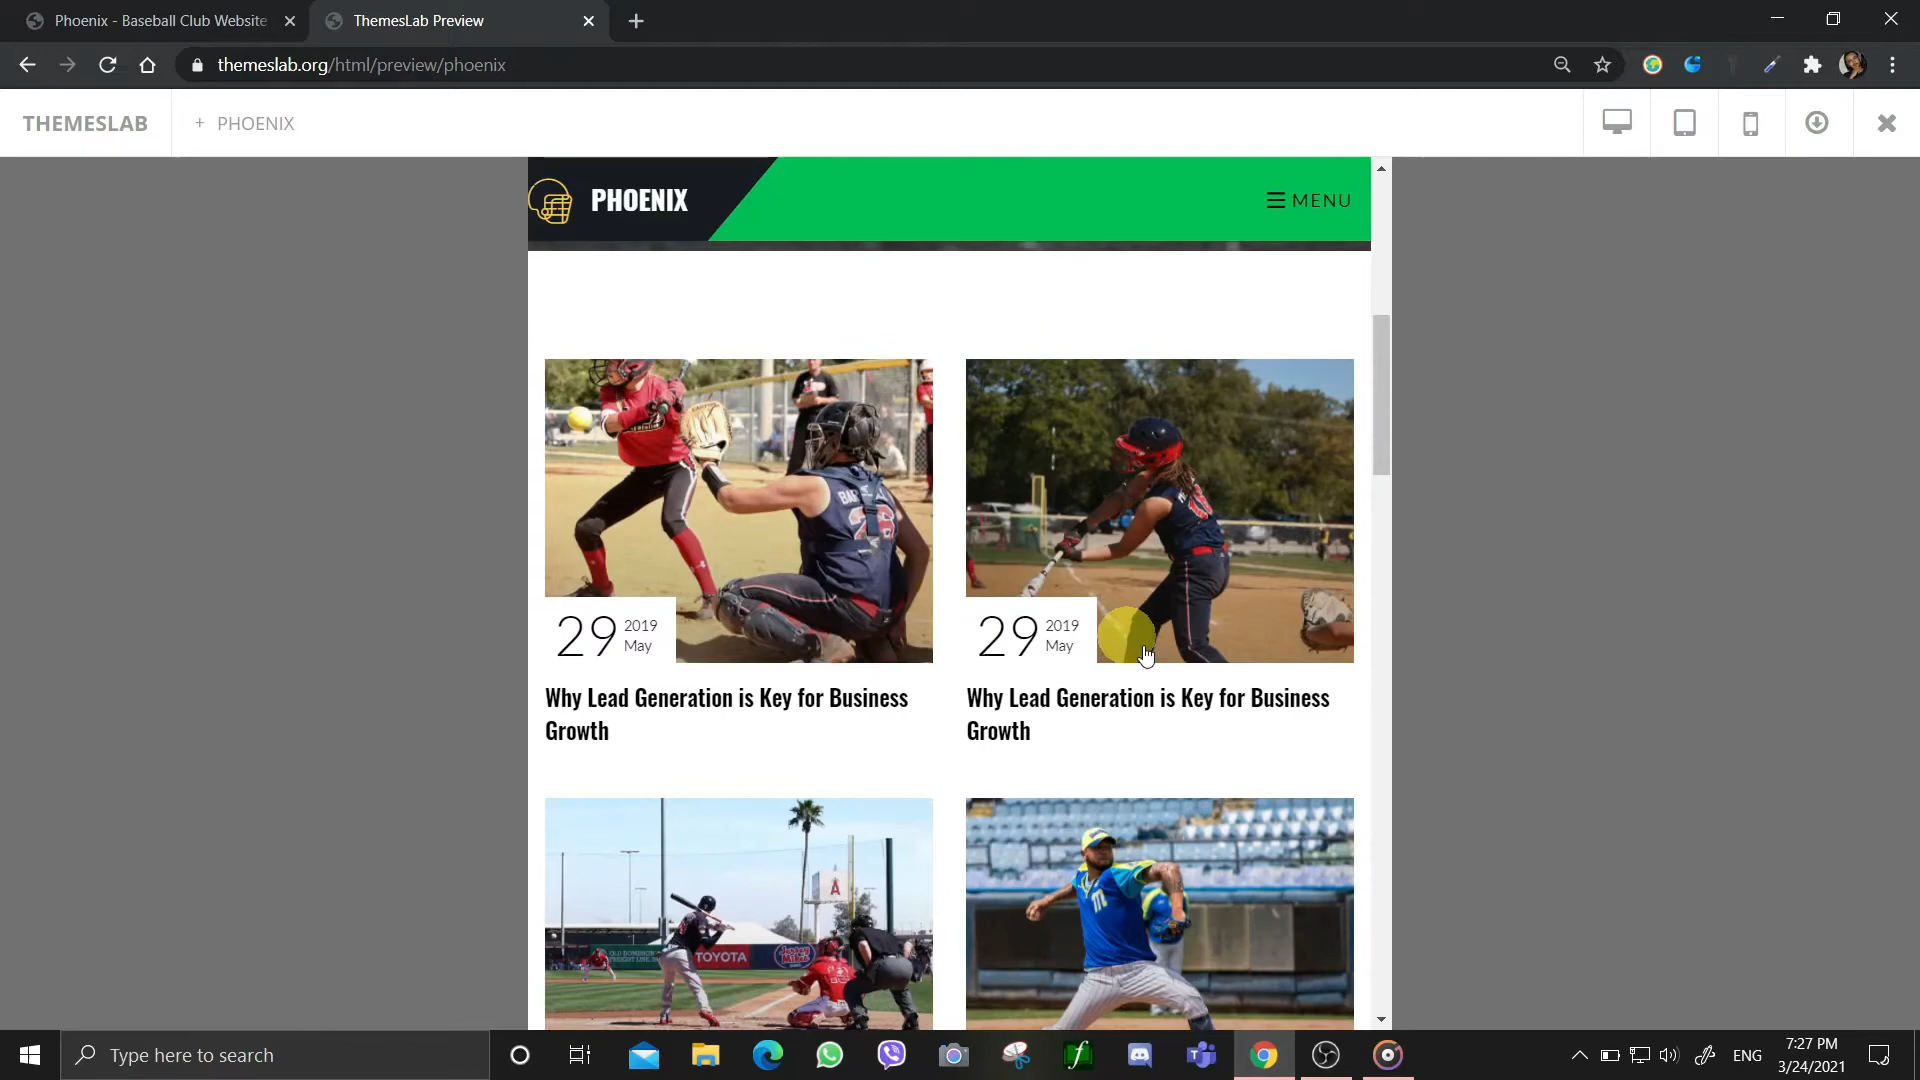 Phoenix - Baseball Club Website
ThemesLab Preview
themeslab.org/html/preview/phoenix
THEMESLAB
+ PHOENIX
PHOENIX
MENU
29 2019 May
29 2019 May
Why Lead Generation is Key for Business
Growth
Why Lead Generation is Key for Business
Growth
TOYOTA
A
M
Type here to search
ENG
7:27 PM
3/24/2021